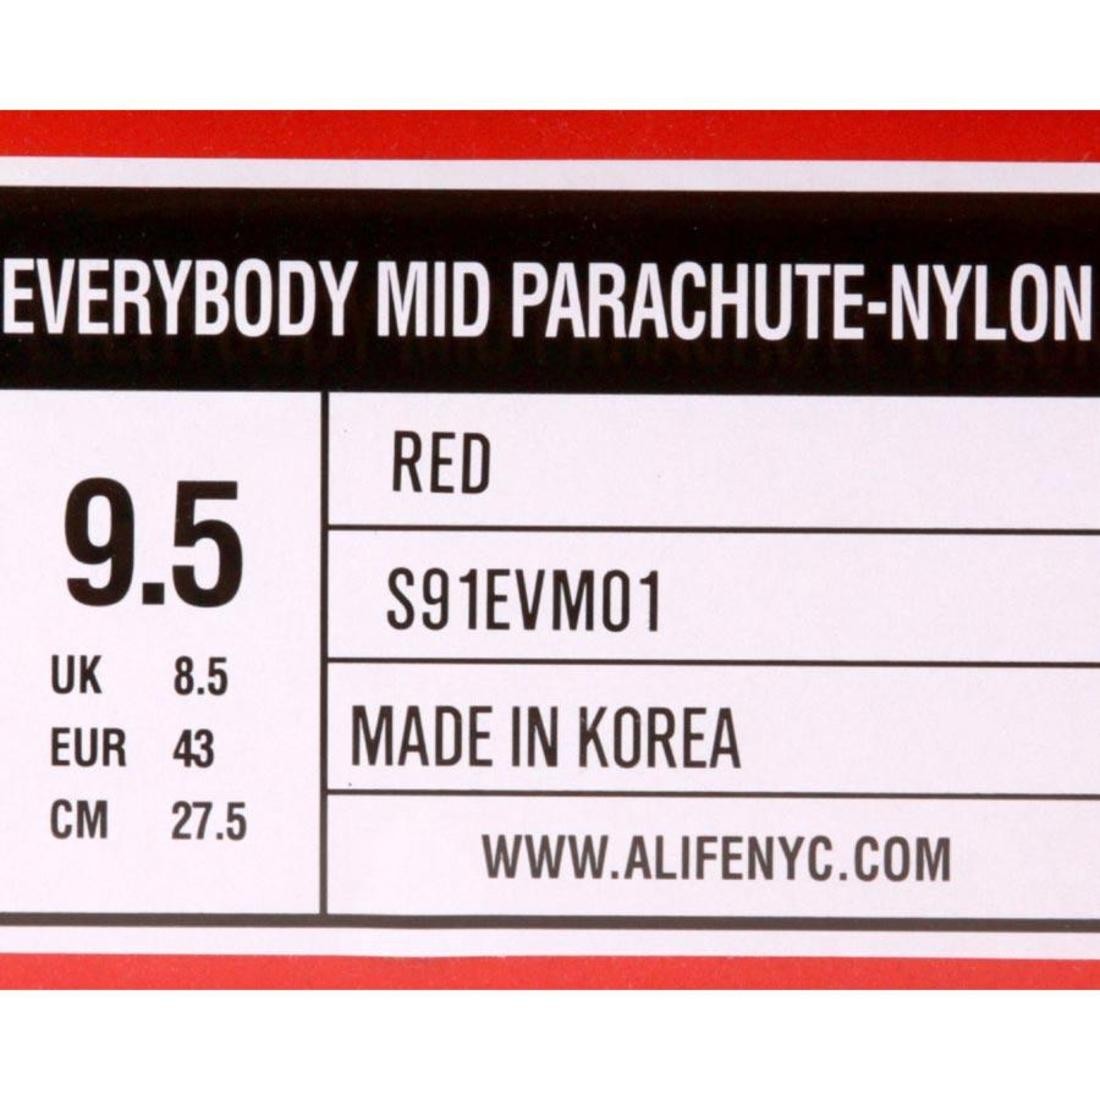 EVERYBODY MID PARACHUTE-NYLON
9.5
UK 8.5
EUR 43
CM 27.5
RED
S91EVM01
MADE IN KOREA
WWW.ALIFENYC.COM